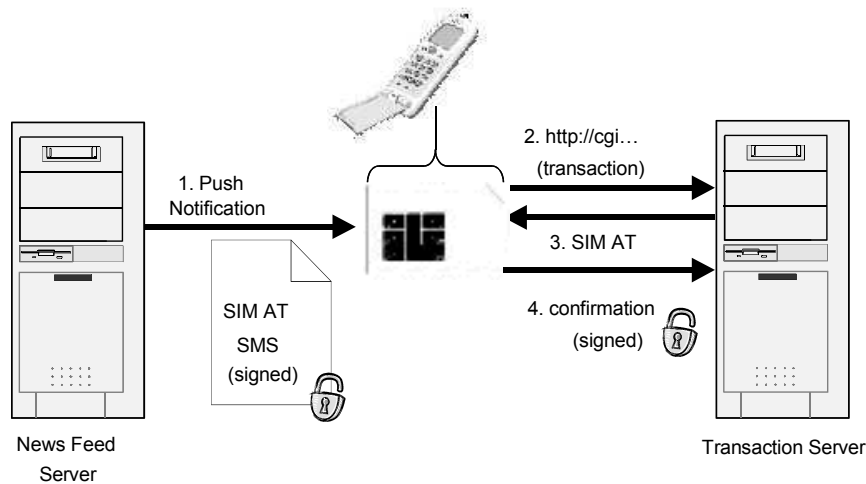 1. Push
Notification
SIM AT
SMS
(signed)
2. http://cgi…
(transaction)
3. SIM AT
4. confirmation
(signed)
News Feed
Server
Transaction Server